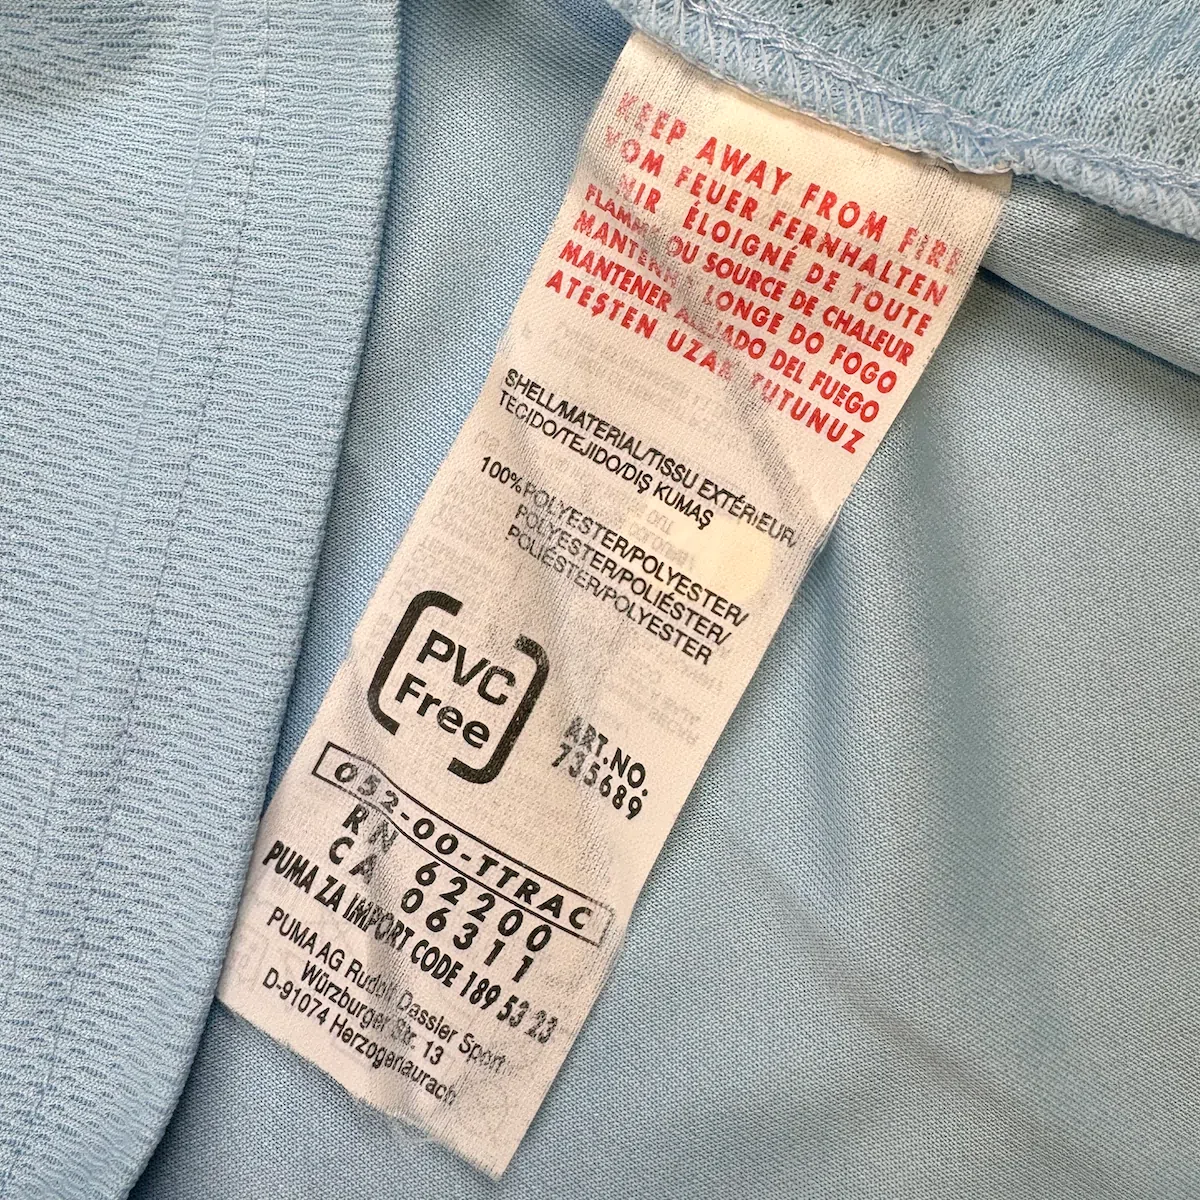 KEEP AWAY FROM FIRE
VOM FEUER FERNHALTEN
ÉLOIGNÉ DE TOUTE
FLAMME OU SOURCE DE CHALEUR
MANTENHA LONGE DO FOGO
MANTENER ALEJADO DEL FUEGO
ATEŞTEN UZAK TUTUNUZ
SHELL/MATERIAL/TISSU EXTÉRIEUR/
TECIDO/TEJIDO/DIŞ KUMAŞ
100% POLYESTER/POLYESTER/
POLYESTER/POLIÉSTER/
POLIÉSTER/POLYESTER
PVC
Free
ART.NO.
735689
052-00-TTRAC
RN 62200
CA 06311
PUMA ZA IMPORT CODE 189 53 23
PUMA AG Rudolf Dassler Sport
Würzburger Str. 13
D-91074 Herzogenaurach